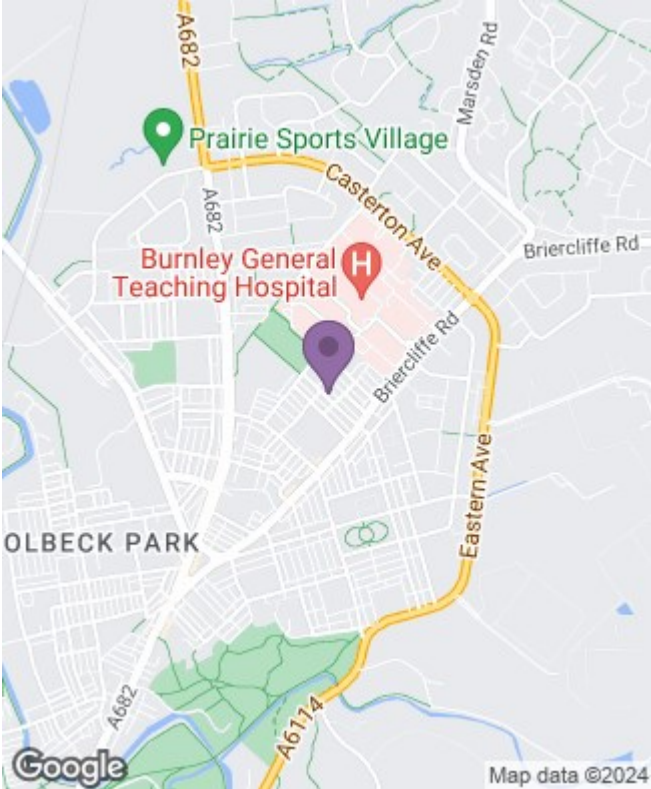 A682
Marsden Rd
Prairie Sports Village
A682
Casterton Ave
Briercliffe Rd
Burnley General
Teaching Hospital
H
Briercliffe Rd
Eastern Ave
OLBECK PARK
A682
A6114
Google
Map data ©2024